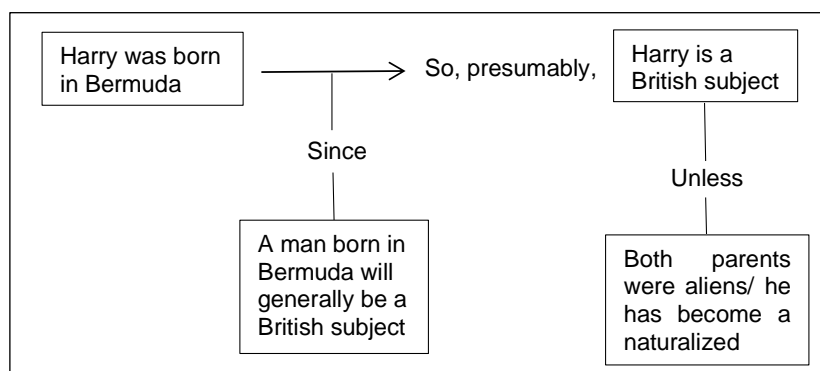 Harry was born
in Bermuda
So, presumably,
Harry is a
British subject
Since
Unless
A man born in
Bermuda will
generally be a
British subject
Both parents
were aliens/ he
has become a
naturalized